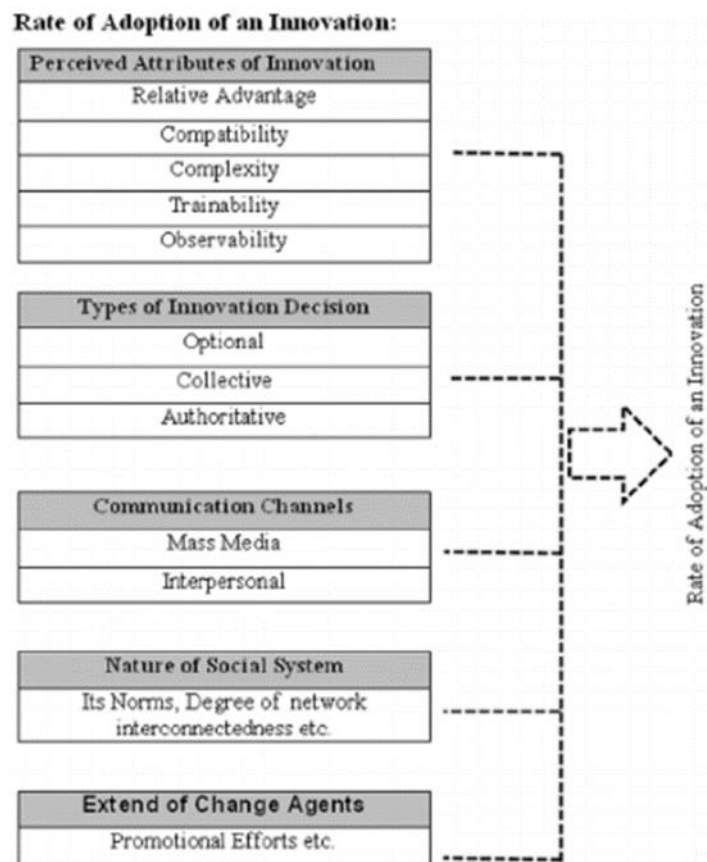 Rate of Adoption of an Innovation:
Perceived Attributes of Innovation
Relative Advantage
Compatibility
Complexity
Trainability
Observability
Types of Innovation Decision
Optional
Collective
Authoritative
Communication Channels
Mass Media
Interpersonal
Nature of Social System
Its Norms, Degree of network
interconnectedness etc.
Extend of Change Agents
Promotional Efforts etc.
Rate of Adoption of an Innovation